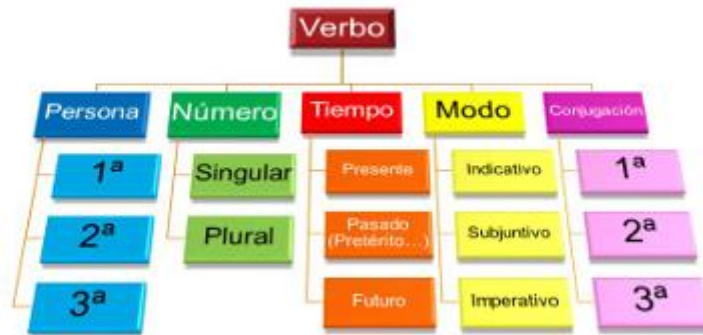 Verbo
Persona
Número
Tiempo
Modo
Conjugación
1ª
Singular
Presente
Indicativo
1ª
2ª
Plural
Pasado
(Pretérito...)
Subjuntivo
2ª
3ª
Futuro
Imperativo
3ª